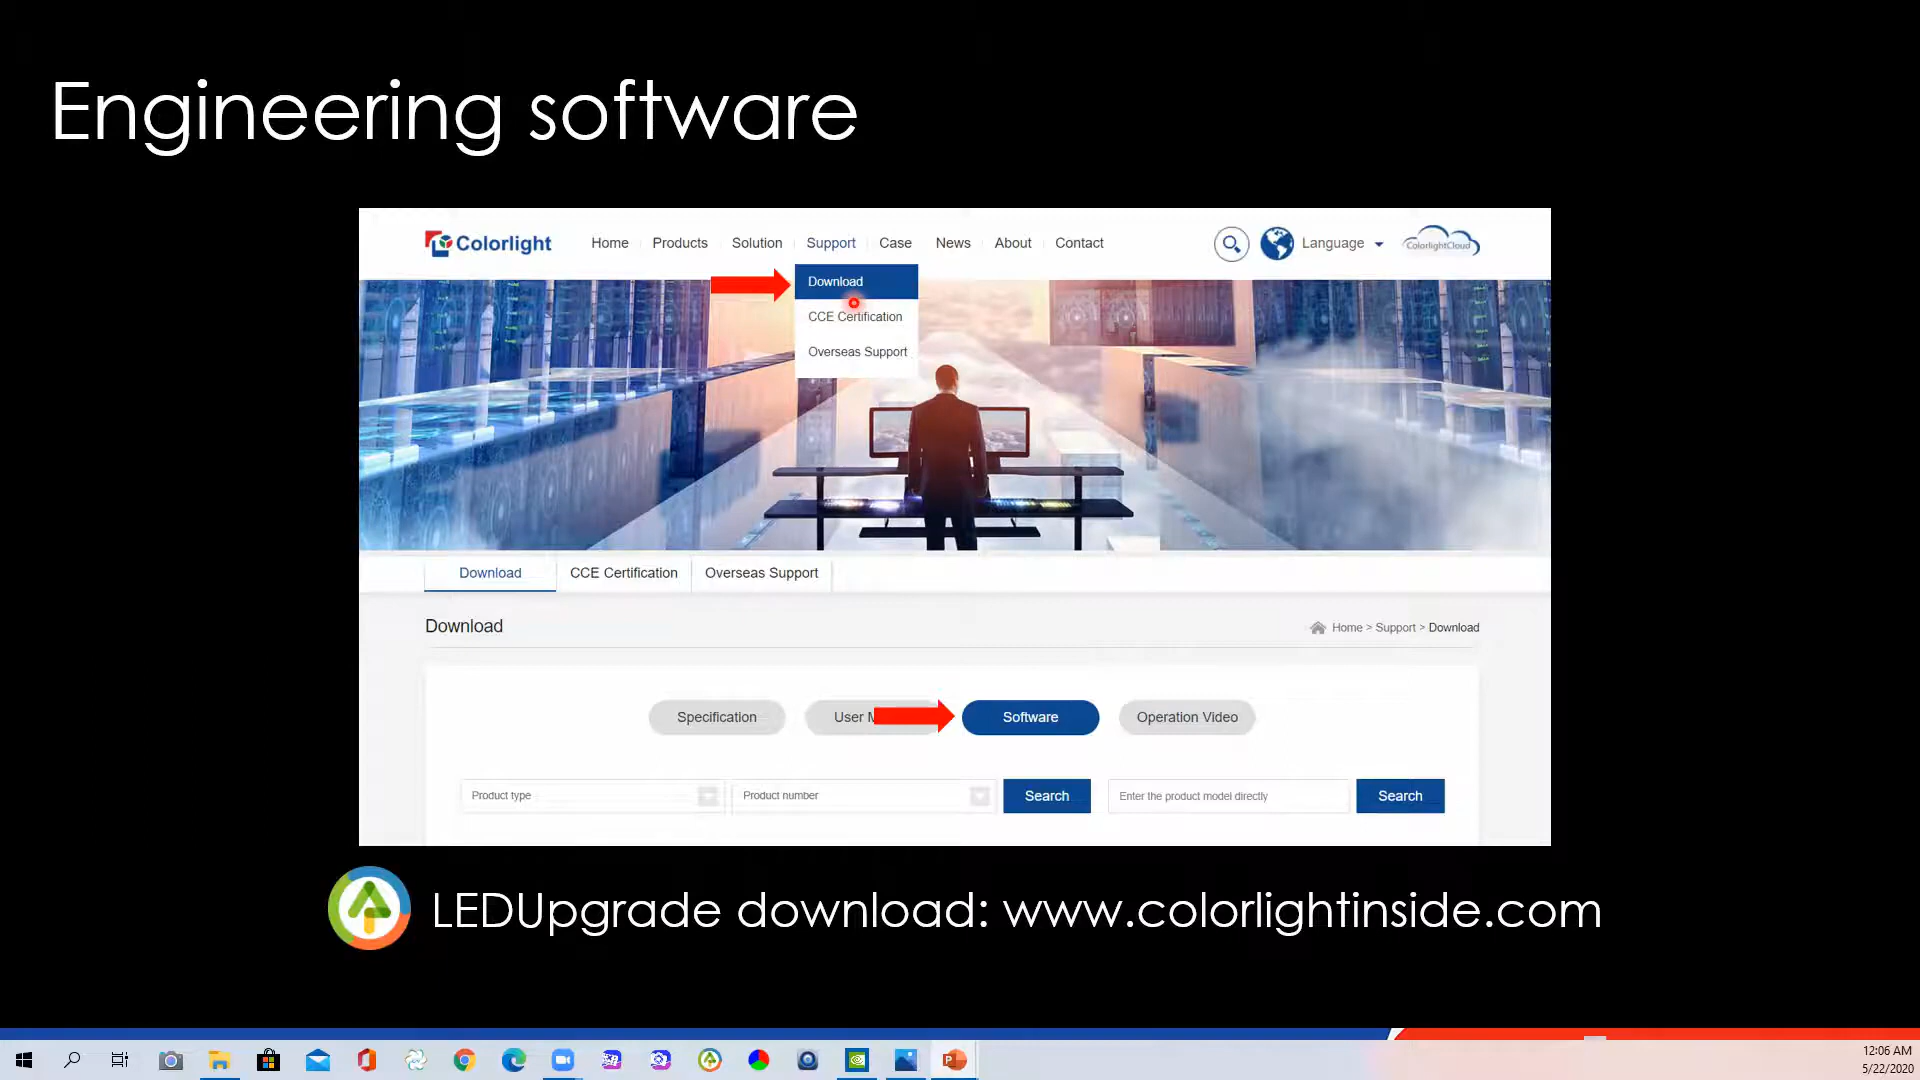 Engineering software
Colorlight Home Products Solution Support Case News About Contact Language ColorlightCloud
Download
CCE Certification
Overseas Support
Download CCE Certification Overseas Support
Download Home > Support > Download
Specification User M Software Operation Video
Product type Product number Search Enter the product model directly Search
LEDUpgrade download: www.colorlightinside.com
12:06 AM
5/22/2020